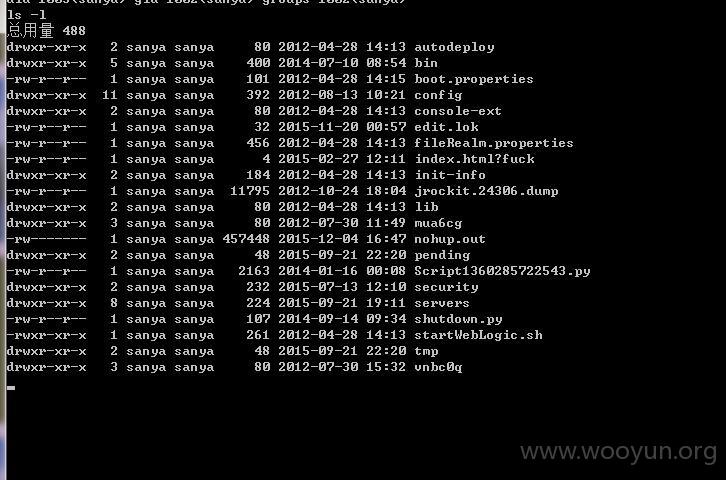 uid 1003(sanya) gid 1002(sanya) groups 1002(sanya)
ls -l
总用量 488
drwxr-xr-x 2 sanya sanya 80 2012-04-28 14:13 autodeploy
drwxr-xr-x 5 sanya sanya 400 2014-07-10 08:54 bin
-rw-r--r-- 1 sanya sanya 101 2012-04-28 14:15 boot.properties
drwxr-xr-x 11 sanya sanya 392 2012-08-13 10:21 config
drwxr-xr-x 2 sanya sanya 80 2012-04-28 14:13 console-ext
-rw-r--r-- 1 sanya sanya 32 2015-11-20 00:57 edit.lok
-rw-r--r-- 1 sanya sanya 456 2012-04-28 14:13 fileRealm.properties
-rw-r--r-- 1 sanya sanya 4 2015-02-27 12:11 index.html?fuck
drwxr-xr-x 2 sanya sanya 184 2012-04-28 14:13 init-info
-rw-r--r-- 1 sanya sanya 11795 2012-10-24 18:04 jrockit.24306.dump
drwxr-xr-x 2 sanya sanya 80 2012-04-28 14:13 lib
drwxr-xr-x 3 sanya sanya 80 2012-07-30 11:49 mua6cg
-rw------- 1 sanya sanya 457448 2015-12-04 16:47 nohup.out
drwxr-xr-x 2 sanya sanya 48 2015-09-21 22:20 pending
-rw-r--r-- 1 sanya sanya 2163 2014-01-16 00:08 Script1360285722543.py
drwxr-xr-x 2 sanya sanya 232 2015-07-13 12:10 security
drwxr-xr-x 8 sanya sanya 224 2015-09-21 19:11 servers
-rw-r--r-- 1 sanya sanya 107 2014-09-14 09:34 shutdown.py
-rwxr-xr-x 1 sanya sanya 261 2012-04-28 14:13 startWebLogic.sh
drwxr-xr-x 2 sanya sanya 48 2015-09-21 22:20 tmp
drwxr-xr-x 3 sanya sanya 80 2012-07-30 15:32 vnbc0q
www.wooyun.org